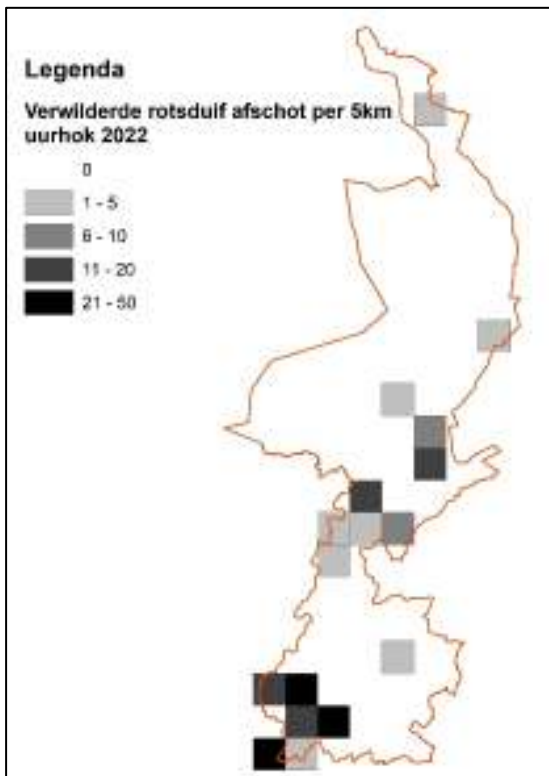 Legenda
Verwilderde rotsduif afschot per 5km
uurhok 2022
0
1 - 5
6 - 10
11 - 20
21 - 50